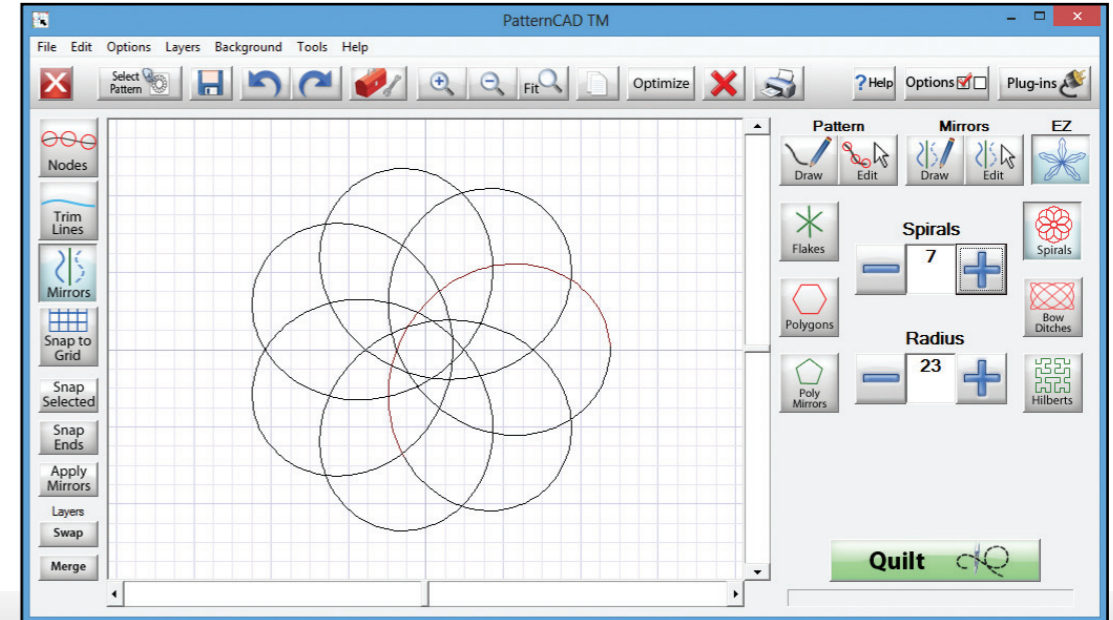 PatternCAD TM
File Edit Options Layers Background Tools Help
Select
Pattern
Fit
Optimize
? Help
Options
Plug-ins
Nodes
Trim
Lines
Mirrors
Snap to
Grid
Snap
Selected
Snap
Ends
Apply
Mirrors
Layers
Swap
Merge
Pattern Mirrors EZ
Draw Edit Draw Edit
Flakes
Spirals
7
Spirals
Polygons
Bow
Ditches
Radius
23
Poly
Mirrors
Hilberts
Quilt